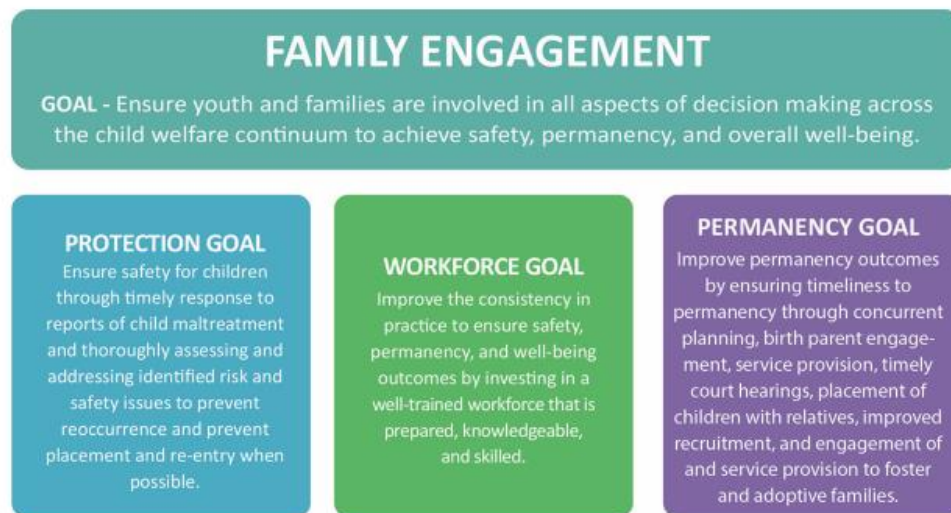 FAMILY ENGAGEMENT
GOAL - Ensure youth and families are involved in all aspects of decision making across
the child welfare continuum to achieve safety, permanency, and overall well-being.
PROTECTION GOAL
Ensure safety for children
through timely response to
reports of child maltreatment
and thoroughly assessing and
addressing identified risk and
safety issues to prevent
reoccurrence and prevent
placement and re-entry when
possible.
WORKFORCE GOAL
Improve the consistency in
practice to ensure safety,
permanency, and well-being
outcomes by investing in a
well-trained workforce that is
prepared, knowledgeable,
and skilled.
PERMANENCY GOAL
Improve permanency outcomes
by ensuring timeliness to
permanency through concurrent
planning, birth parent engage-
ment, service provision, timely
court hearings, placement of
children with relatives, improved
recruitment, and engagement of
and service provision to foster
and adoptive families.